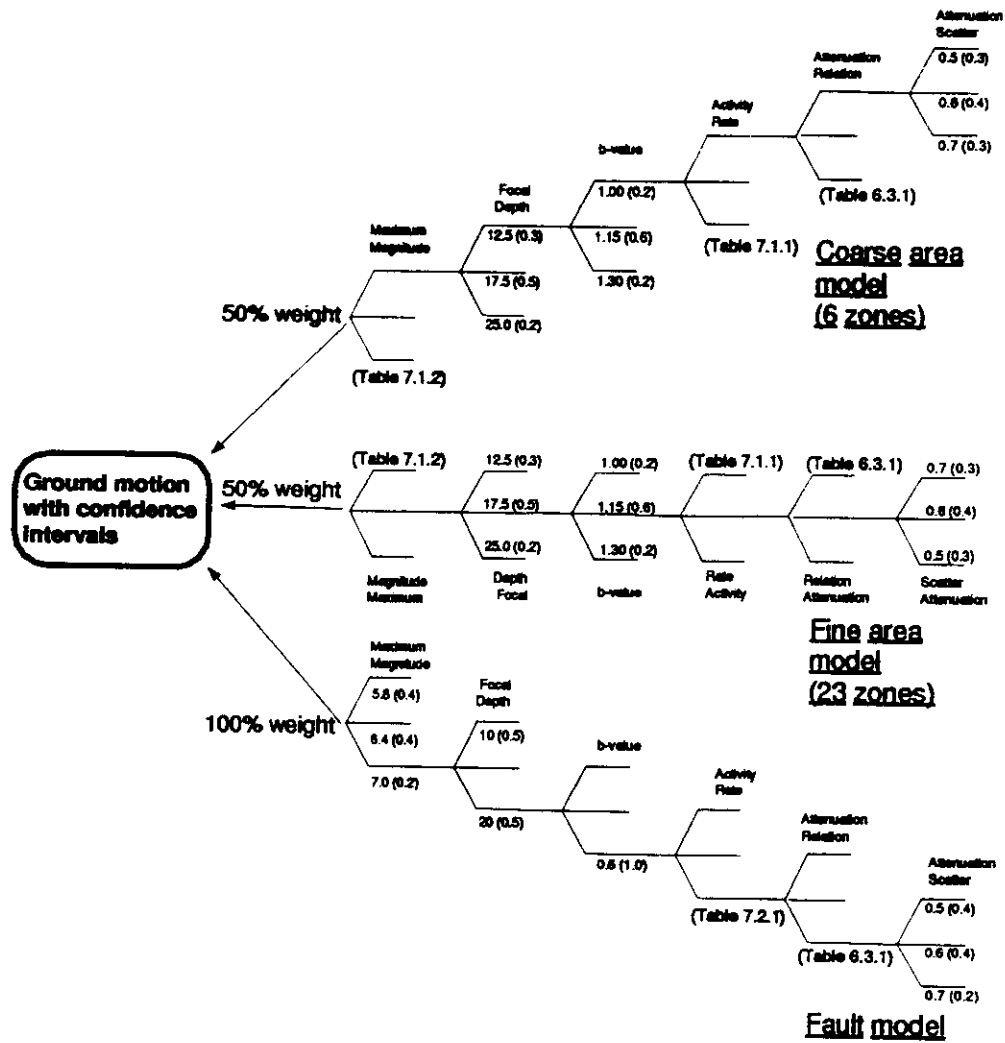 Attenuation
Scatter
0.5 (0.3)
0.6 (0.4)
0.7 (0.3)
Attenuation
Relation
(Table 6.3.1)
Activity
Rate
(Table 7.1.1)
b-value
1.00 (0.2)
1.15 (0.6)
1.30 (0.2)
Focal
Depth
12.5 (0.3)
17.5 (0.5)
25.0 (0.2)
Maximum
Magnitude
(Table 7.1.2)
50% weight
Coarse area
model
(6 zones)
Ground motion
with confidence
intervals
50% weight
(Table 7.1.2)
Magnitude
Maximum
12.5 (0.3)
17.5 (0.5)
25.0 (0.2)
Depth
Focal
1.00 (0.2)
1.15 (0.6)
1.30 (0.2)
b-value
(Table 7.1.1)
Rate
Activity
(Table 6.3.1)
Relation
Attenuation
0.7 (0.3)
0.6 (0.4)
0.5 (0.3)
Scatter
Attenuation
Fine area
model
(23 zones)
100% weight
Maximum
Magnitude
5.8 (0.4)
6.4 (0.4)
7.0 (0.2)
Focal
Depth
10 (0.5)
20 (0.5)
b-value
0.6 (1.0)
Activity
Rate
(Table 7.2.1)
Attenuation
Relation
(Table 6.3.1)
Attenuation
Scatter
0.5 (0.4)
0.6 (0.4)
0.7 (0.2)
Fault model